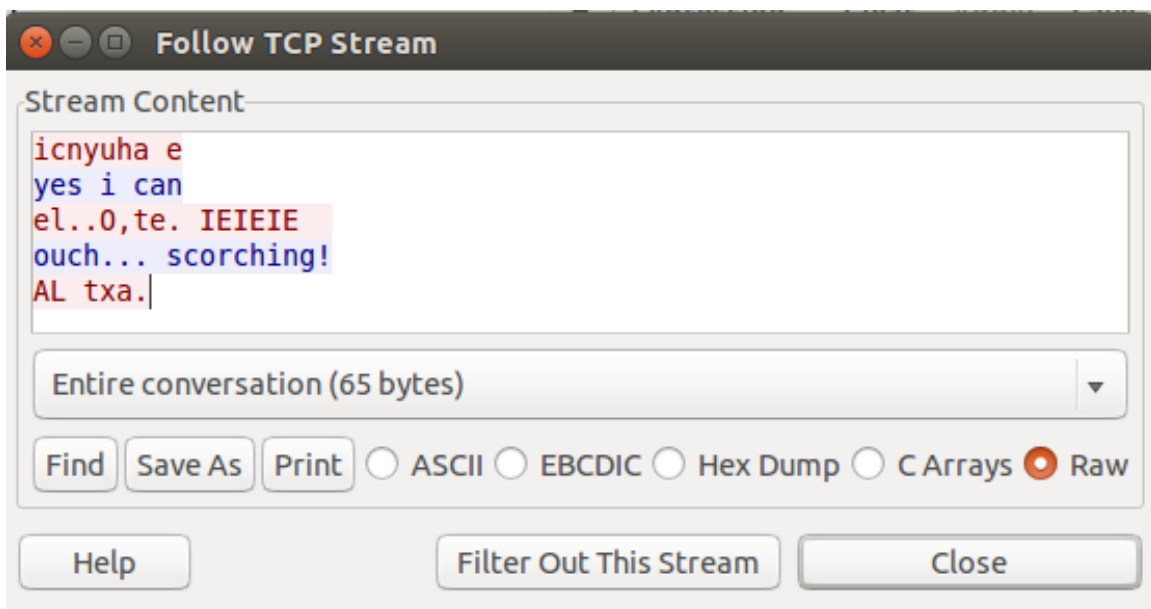 Follow TCP Stream
Stream Content
icnyuha e
yes i can
el..O,te. IEIEIE
ouch... scorching!
AL txa.
Entire conversation (65 bytes)
Find Save As Print ASCII EBCDIC Hex Dump C Arrays Raw
Help Filter Out This Stream Close